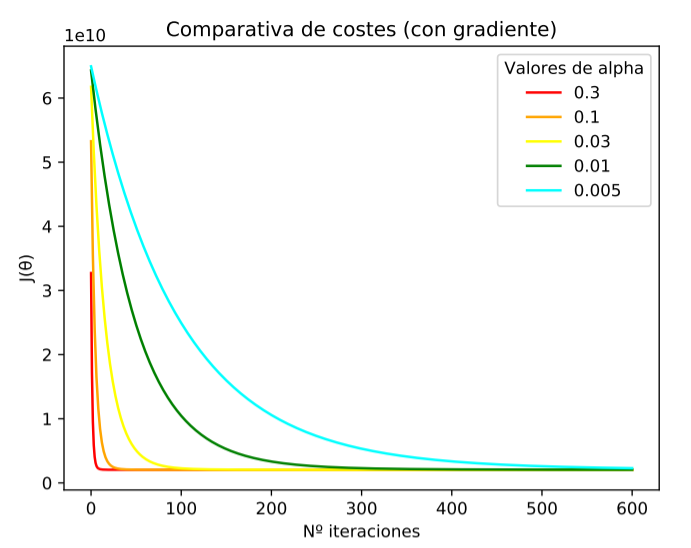 Comparativa de costes (con gradiente)
1e10
Valores de alpha
0.3
0.1
0.03
0.01
0.005
J(θ)
6
5
4
3
2
1
0
0 100 200 300 400 500 600
Nº iteraciones